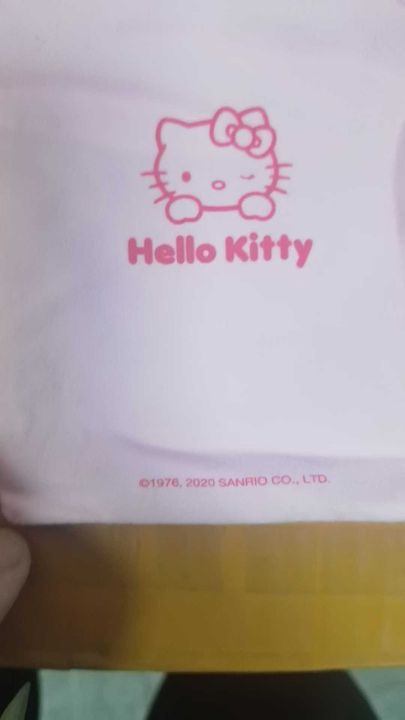 Hello Kitty
©1976, 2020 SANRIO CO., LTD.